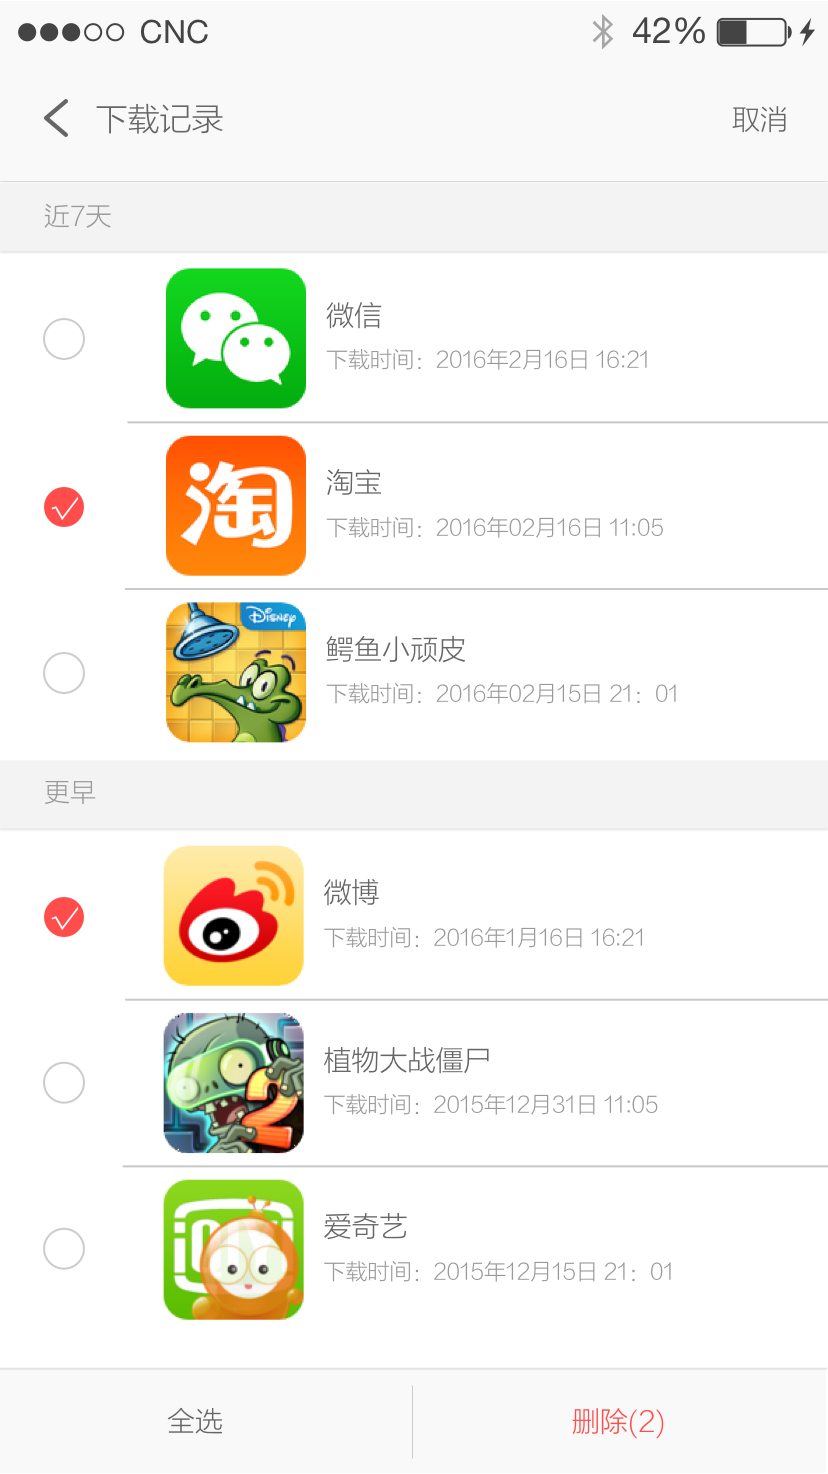 CNC 42%
下载记录 取消
近7天
微信
下载时间：2016年2月16日 16:21
淘
淘宝
下载时间：2016年02月16日 11:05
Disney
鳄鱼小顽皮
下载时间：2016年02月15日 21：01
更早
微博
下载时间：2016年1月16日 16:21
2
植物大战僵尸
下载时间：2015年12月31日 11:05
爱奇艺
下载时间：2015年12月15日 21：01
全选 删除(2)